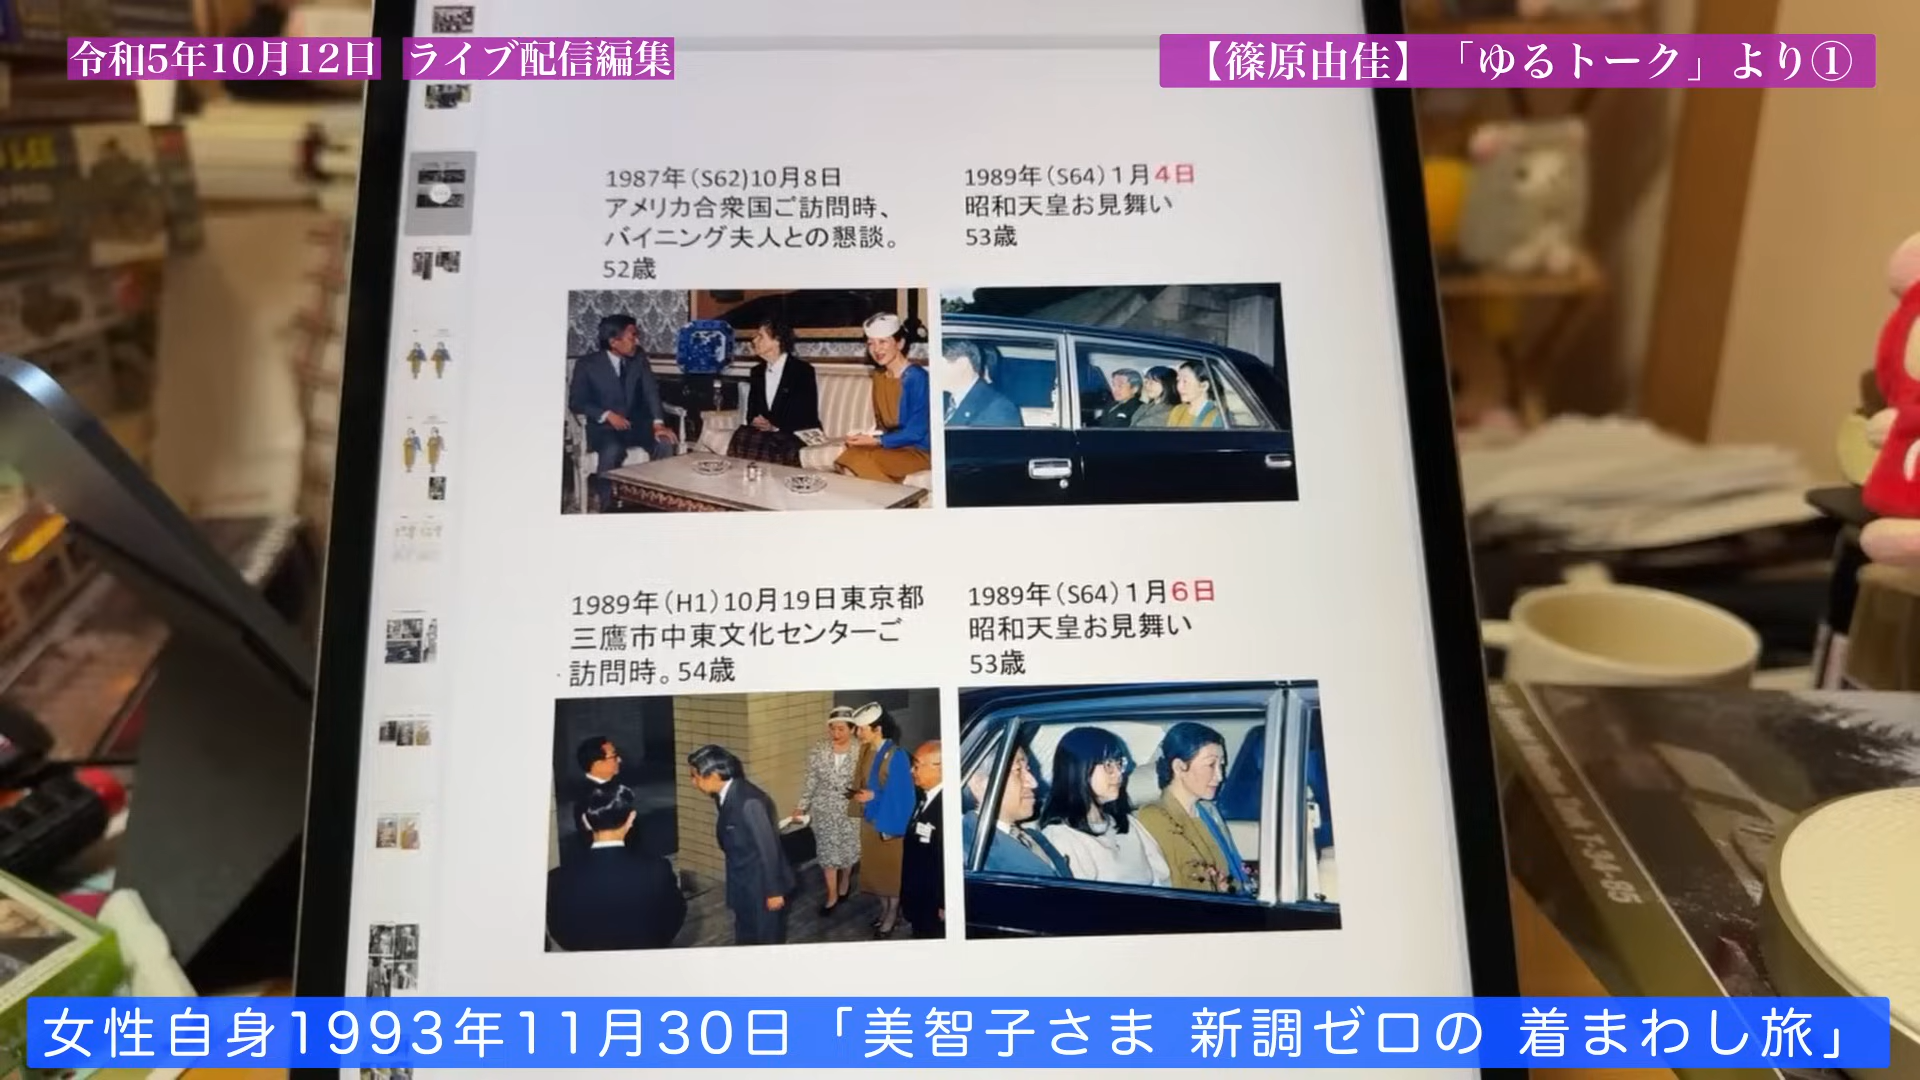 令和5年10月12日 ライブ配信編集
【篠原由佳】「ゆるトーク」より①
1987年(S62)10月8日
アメリカ合衆国ご訪問時、
バイニング夫人との懇談。
52歳
1989年(S64)1月4日
昭和天皇お見舞い
53歳
1989年(H1)10月19日東京都
三鷹市中東文化センターご
訪問時。54歳
1989年(S64)1月6日
昭和天皇お見舞い
53歳
T-34-85
女性自身1993年11月30日「美智子さま 新調ゼロの 着まわし旅」